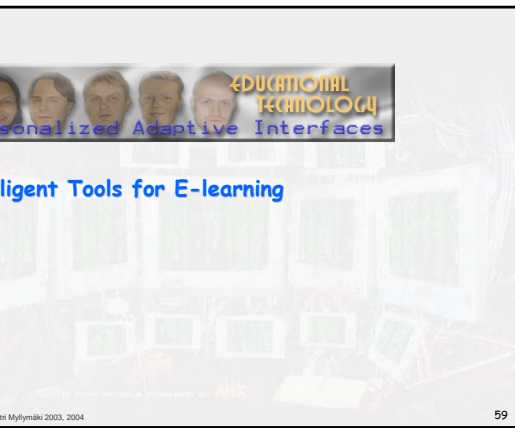 EDUCATIONAL
TECHNOLOGY
sonalized Adaptive Interfaces
ligent Tools for E-learning
tri Myllymäki 2003, 2004
59